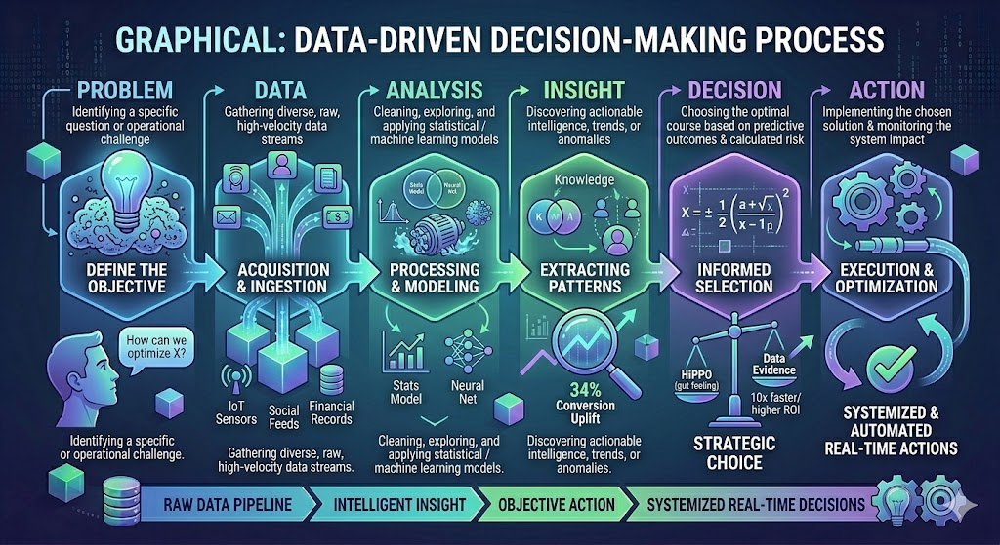 GRAPHICAL: DATA-DRIVEN DECISION-MAKING PROCESS
PROBLEM
Identifying a specific
question or operational
challenge
DEFINE THE
OBJECTIVE
How can we
optimize X?
Identifying a specific
or operational challenge.
DATA
Gathering diverse, raw,
high-velocity data
streams
ACQUISITION
& INGESTION
IoT
Sensors
Social
Feeds
Financial
Records
Gathering diverse, raw,
high-velocity data streams.
ANALYSIS
Cleaning, exploring, and
applying statistical /
machine learning models
PROCESSING
& MODELING
Stats
Model
Neural
Net
Cleaning, exploring, and
applying statistical /
machine learning models.
INSIGHT
Discovering actionable
intelligence, trends, or
anomalies
Knowledge
K
A
EXTRACTING
PATTERNS
34%
Conversion
Uplift
Discovering actionable
intelligence, trends, or
anomalies.
DECISION
Choosing the optimal
course based on predictive
outcomes & calculated risk
X = ± 1/2 (a+√x / x-1p)²
INFORMED
SELECTION
HiPPO
(gut feeling)
Data
Evidence
10x faster/
higher ROI
STRATEGIC
CHOICE
ACTION
Implementing the chosen
solution & monitoring the
system impact
EXECUTION &
OPTIMIZATION
SYSTEMIZED &
AUTOMATED
REAL-TIME ACTIONS
RAW DATA PIPELINE
INTELLIGENT INSIGHT
OBJECTIVE ACTION
SYSTEMIZED REAL-TIME DECISIONS